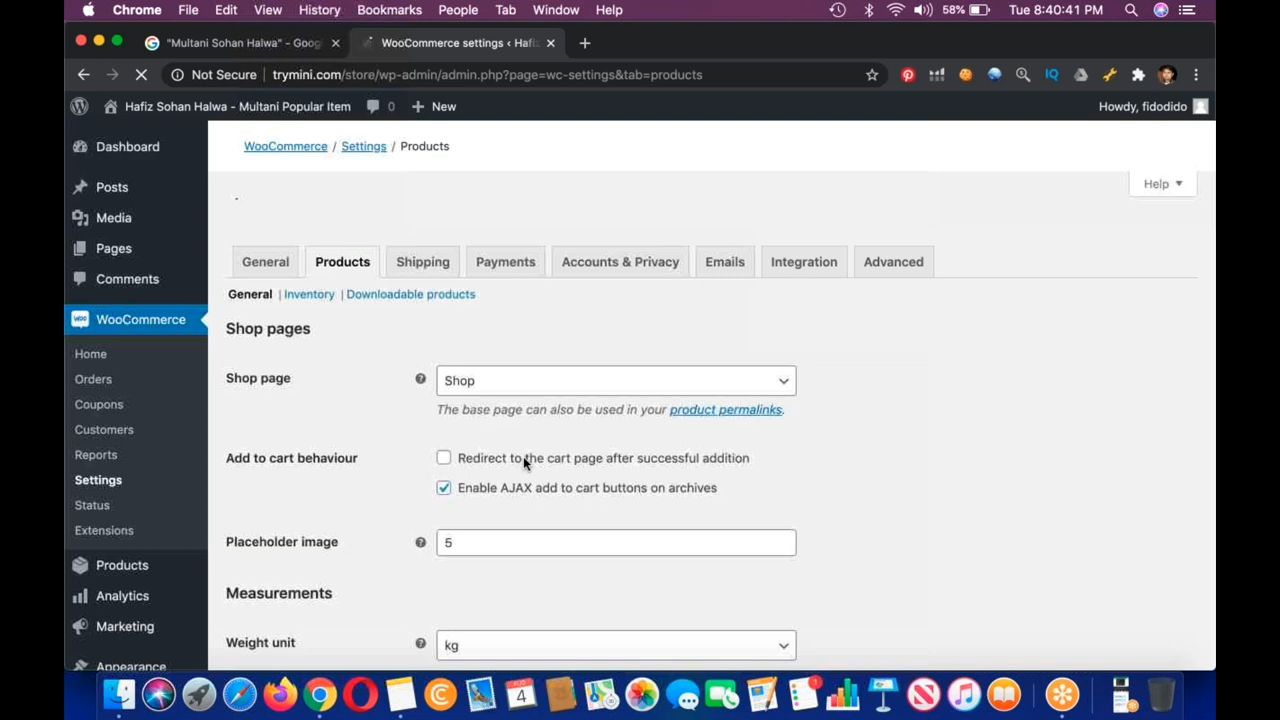 Chrome File Edit View History Bookmarks People Tab Window Help 58% Tue 8:40:41 PM
"Multani Sohan Halwa" - Goog
WooCommerce settings ‹ Hafi
Not Secure trymini.com/store/wp-admin/admin.php?page=wc-settings&tab=products
IQ
Hafiz Sohan Halwa - Multani Popular Item 0 New Howdy, fidodido
Dashboard
Posts
Media
Pages
Comments
WooCommerce
Home
Orders
Coupons
Customers
Reports
Settings
Status
Extensions
Products
Analytics
Marketing
Appearance
WooCommerce / Settings / Products
Help
.
General Products Shipping Payments Accounts & Privacy Emails Integration Advanced
General | Inventory | Downloadable products
Shop pages
Shop page Shop
The base page can also be used in your product permalinks.
Add to cart behaviour Redirect to the cart page after successful addition
Enable AJAX add to cart buttons on archives
Placeholder image 5
Measurements
Weight unit kg
4
1